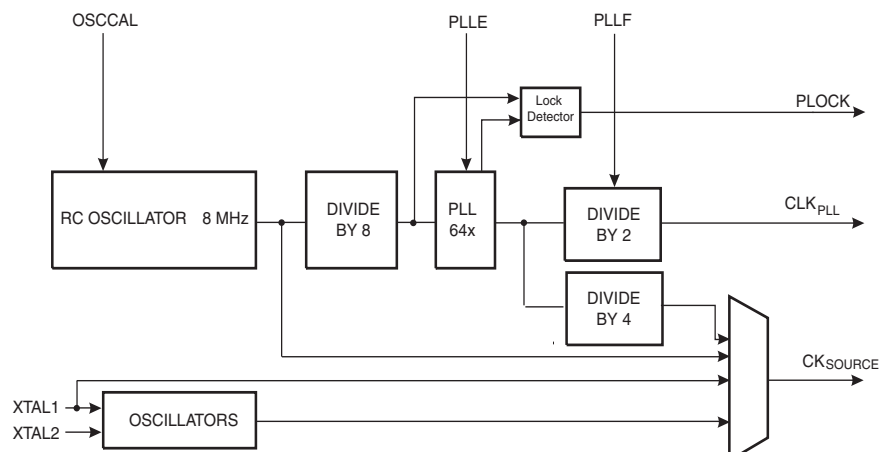 OSCCAL
PLLE
PLLF
Lock
Detector
PLOCK
RC OSCILLATOR 8 MHz
DIVIDE
BY 8
PLL
64x
DIVIDE
BY 2
CLKPLL
DIVIDE
BY 4
CKSOURCE
XTAL1
XTAL2
OSCILLATORS